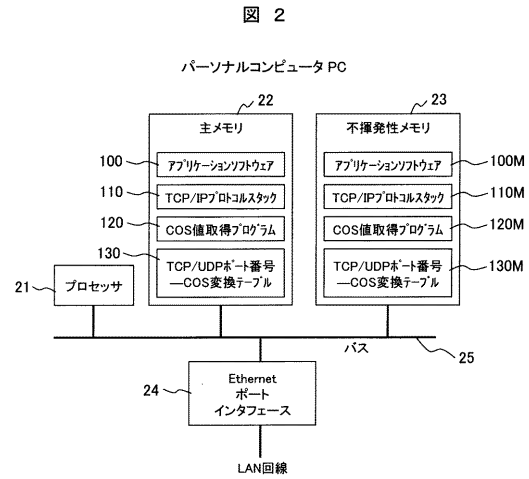 図 2
パーソナルコンピュータ PC
22
23
主メモリ
不揮発性メモリ
100
アプリケーションソフトウェア
アプリケーションソフトウェア
100M
110
TCP/IPプロトコルスタック
TCP/IPプロトコルスタック
110M
120
COS値取得プログラム
COS値取得プログラム
120M
130
TCP/UDPポート番号
―COS変換テーブル
TCP/UDPポート番号
―COS変換テーブル
130M
21
プロセッサ
バス
25
24
Ethernet
ポート
インタフェース
LAN回線